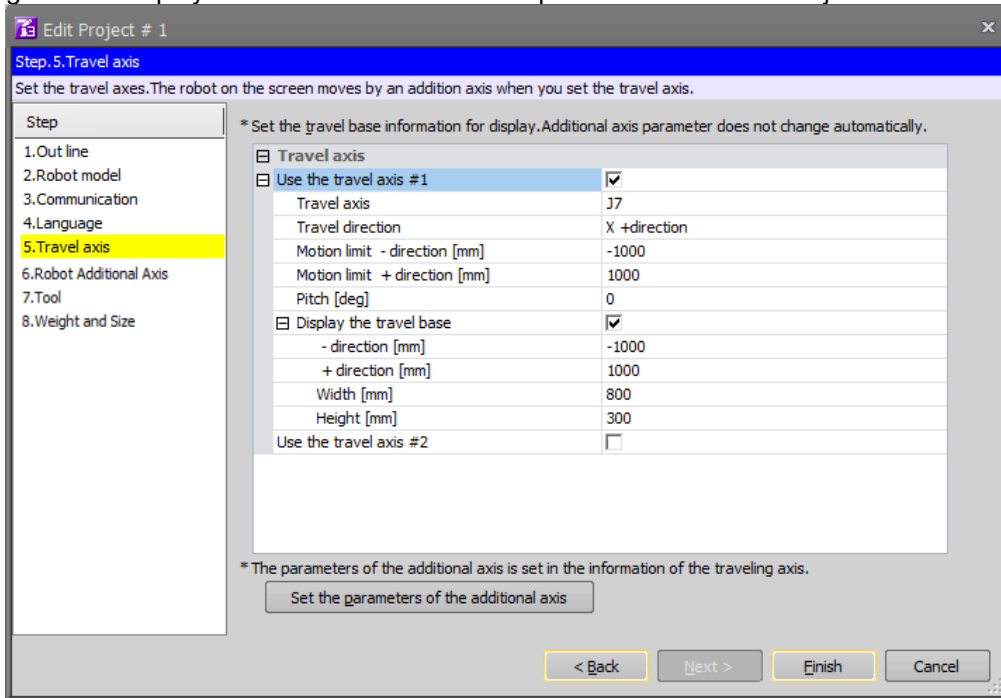 Edit Project # 1
Step.5.Travel axis
Set the travel axes.The robot on the screen moves by an addition axis when you set the travel axis.
Step
1.Out line
2.Robot model
3.Communication
4.Language
5.Travel axis
6.Robot Additional Axis
7.Tool
8.Weight and Size
* Set the travel base information for display.Additional axis parameter does not change automatically.
Travel axis
Use the travel axis #1
Travel axis J7
Travel direction X +direction
Motion limit - direction [mm] -1000
Motion limit + direction [mm] 1000
Pitch [deg] 0
Display the travel base
- direction [mm] -1000
+ direction [mm] 1000
Width [mm] 800
Height [mm] 300
Use the travel axis #2
* The parameters of the additional axis is set in the information of the traveling axis.
Set the parameters of the additional axis
< Back Next > Finish Cancel